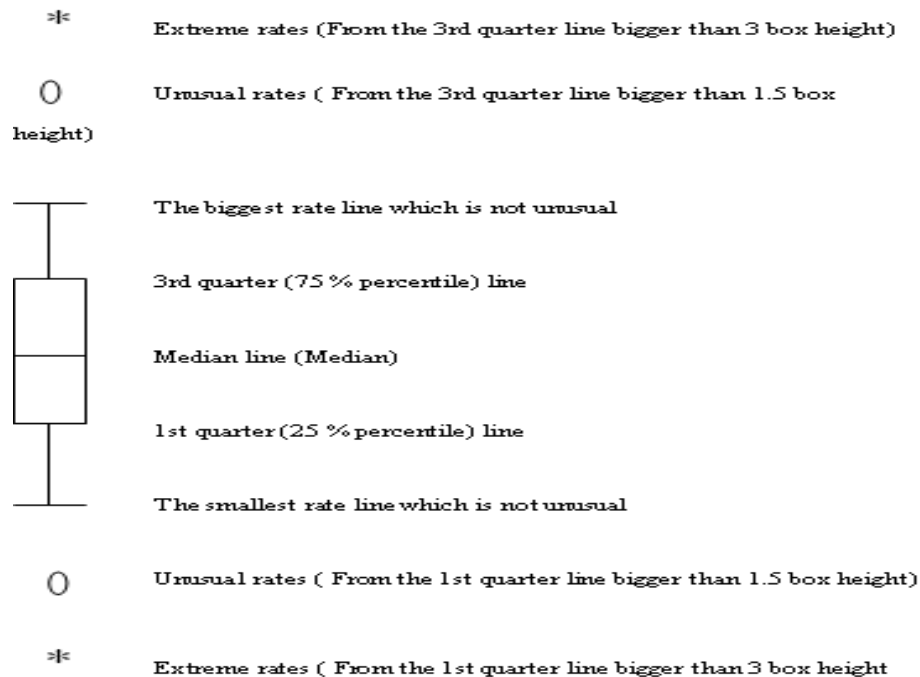 * Extreme rates (From the 3rd quarter line bigger than 3 box height)
O Unusual rates ( From the 3rd quarter line bigger than 1.5 box
height)
The biggest rate line which is not unusual
3rd quarter (75 % percentile) line
Median line (Median)
1st quarter (25 % percentile) line
The smallest rate line which is not unusual
O Unusual rates ( From the 1st quarter line bigger than 1.5 box height)
* Extreme rates ( From the 1st quarter line bigger than 3 box height